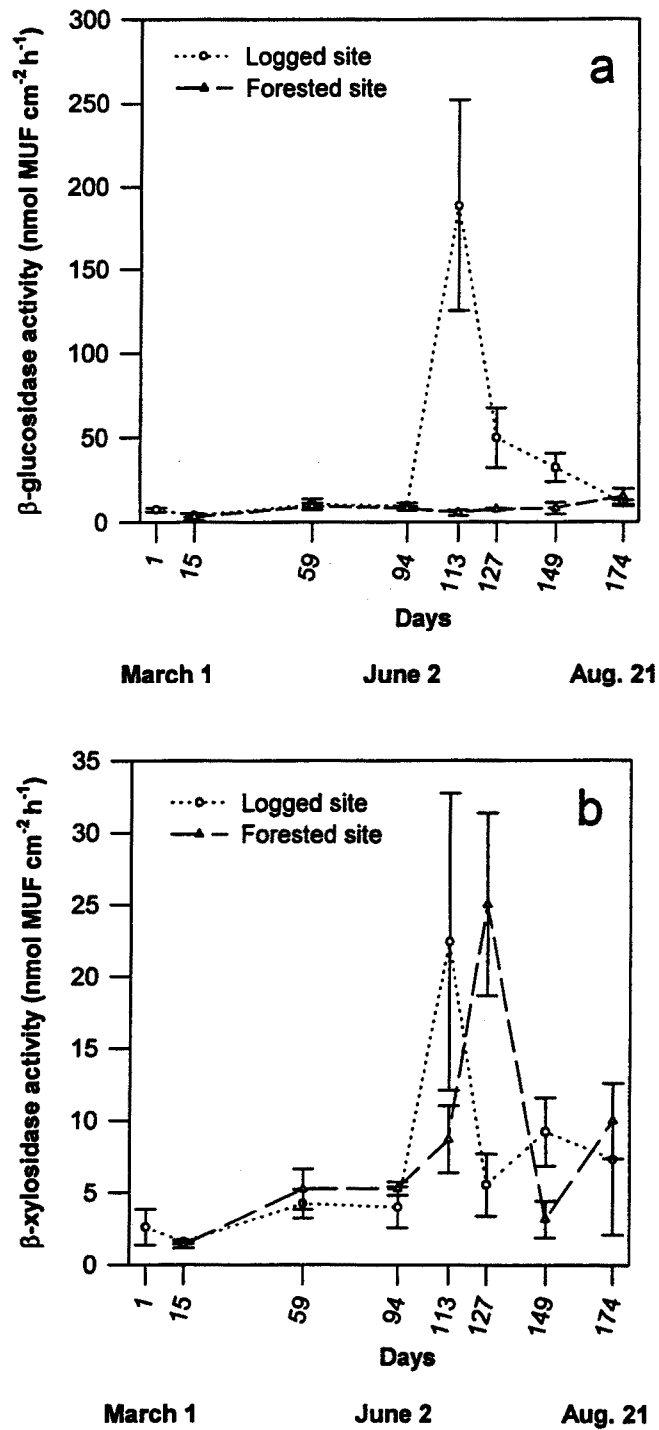 300
250
200
150
100
50
0
β-glucosidase activity (nmol MUF cm⁻² h⁻¹)
Logged site
Forested site
a
1 15 59 94 113 127 149 174
Days
March 1 June 2 Aug. 21
35
30
25
20
15
10
5
0
β-xylosidase activity (nmol MUF cm⁻² h⁻¹)
Logged site
Forested site
b
1 15 59 94 113 127 149 174
Days
March 1 June 2 Aug. 21